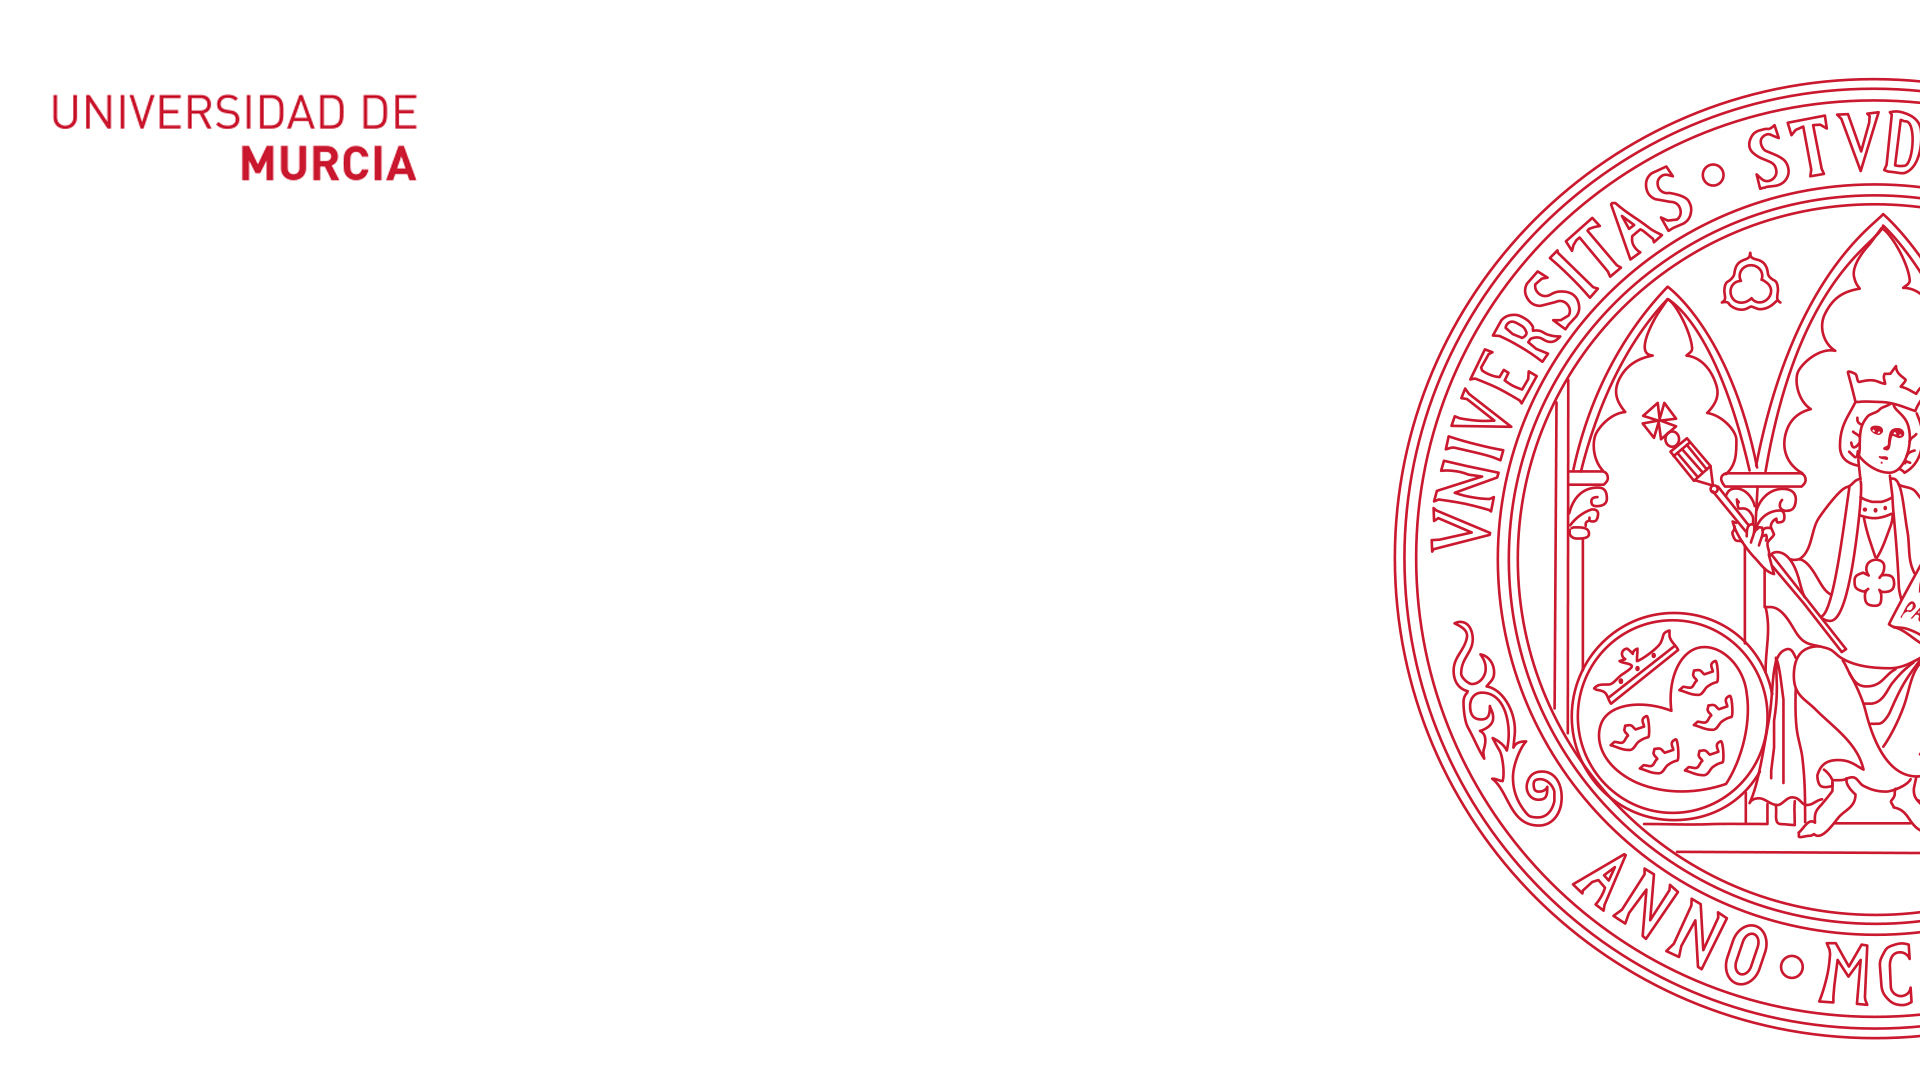 UNIVERSIDAD DE
MURCIA
VNIVERSITAS · STVD
ANNO · MC